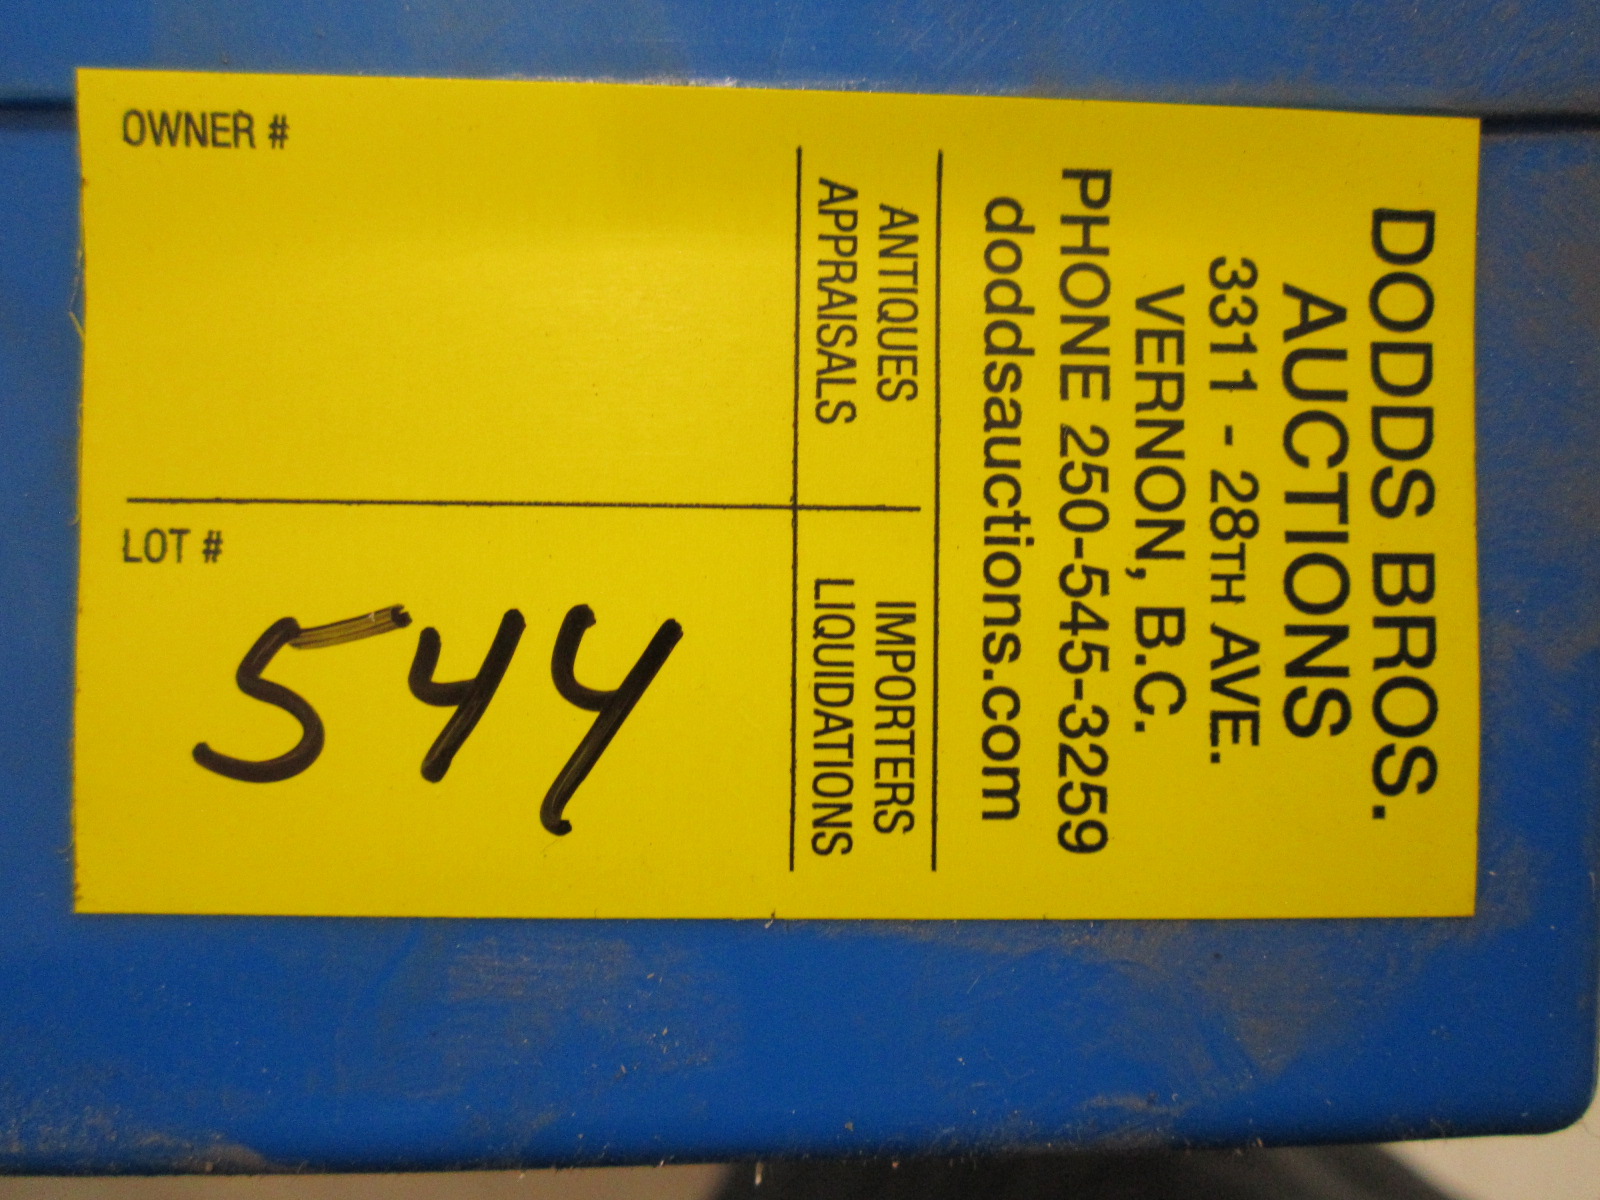 DODDS BROS.
AUCTIONS
3311 - 28TH AVE.
VERNON, B.C.
PHONE 250-545-3259
doddsauctions.com
ANTIQUES
APPRAISALS
IMPORTERS
LIQUIDATIONS
OWNER #
LOT #
544